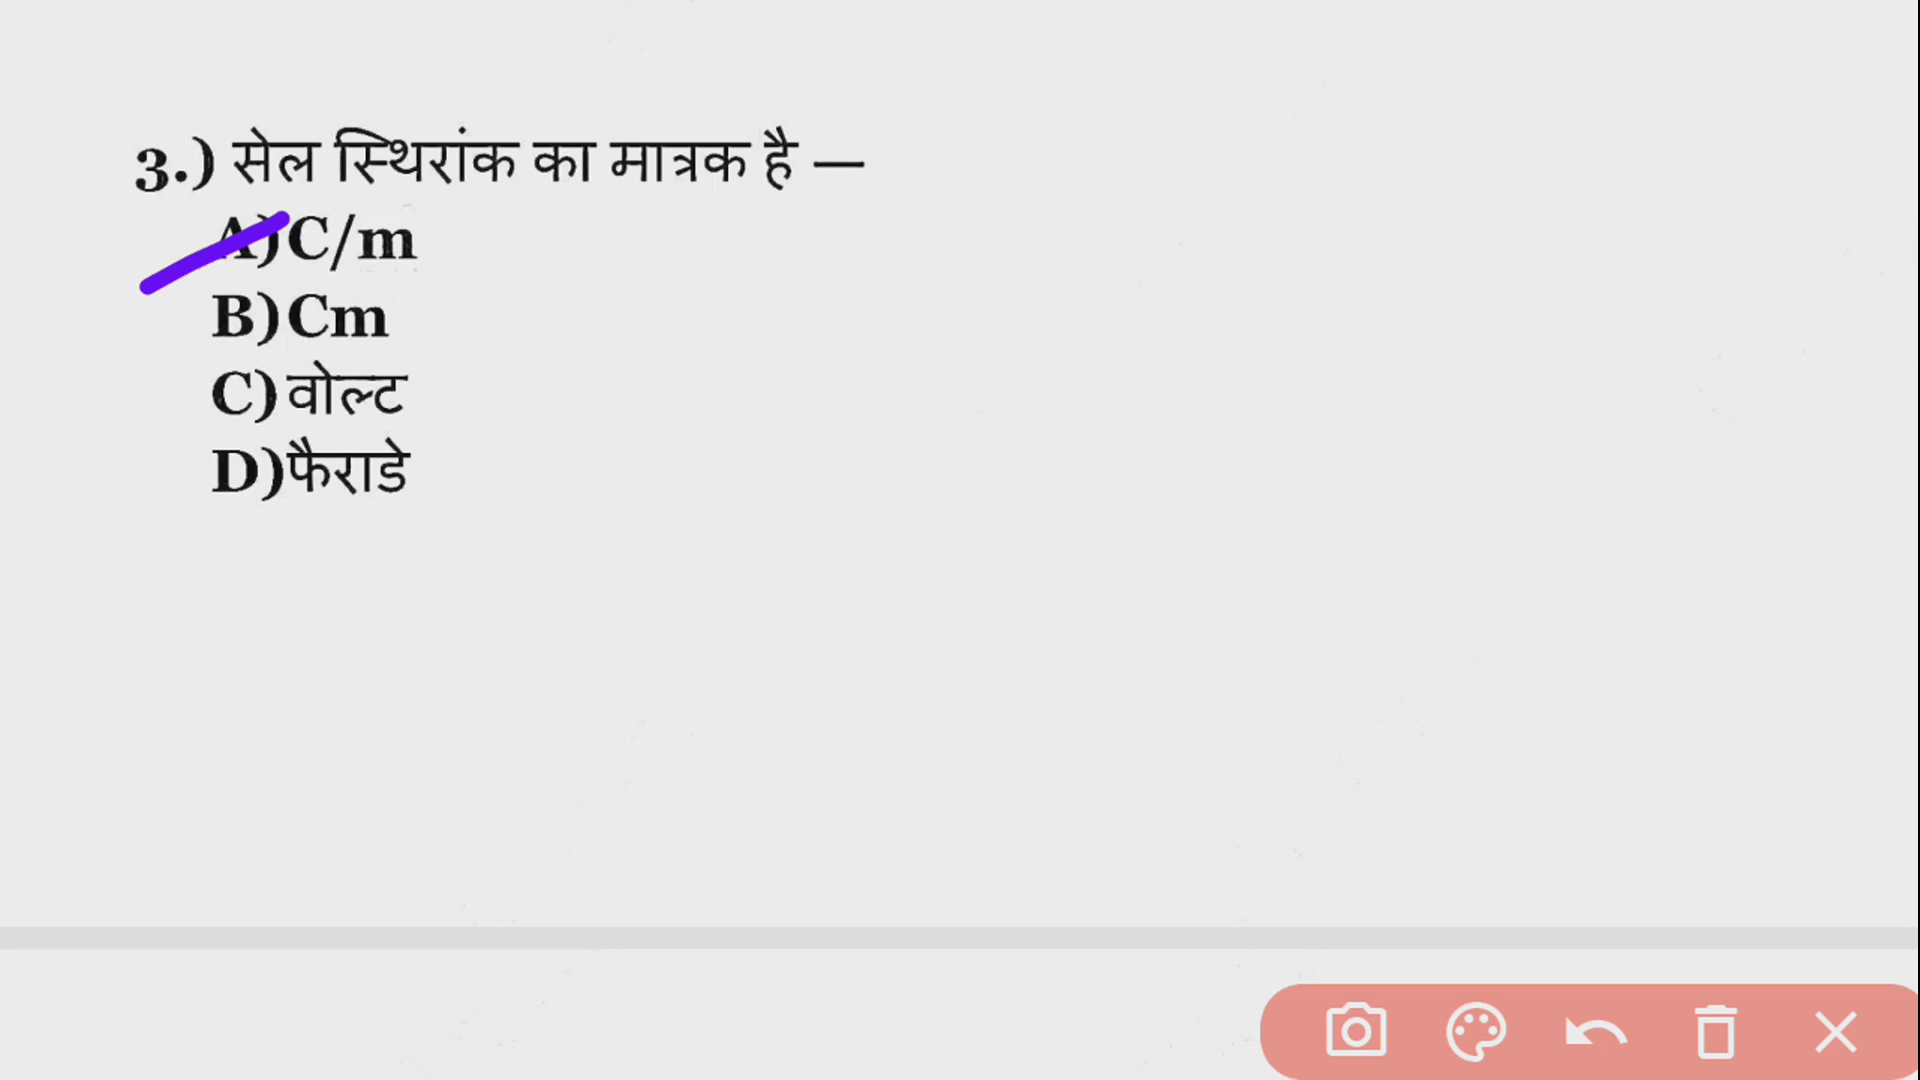 3.) सेल स्थिरांक का मात्रक है —
A) C/m
B) Cm
C) वोल्ट
D) फैराडे